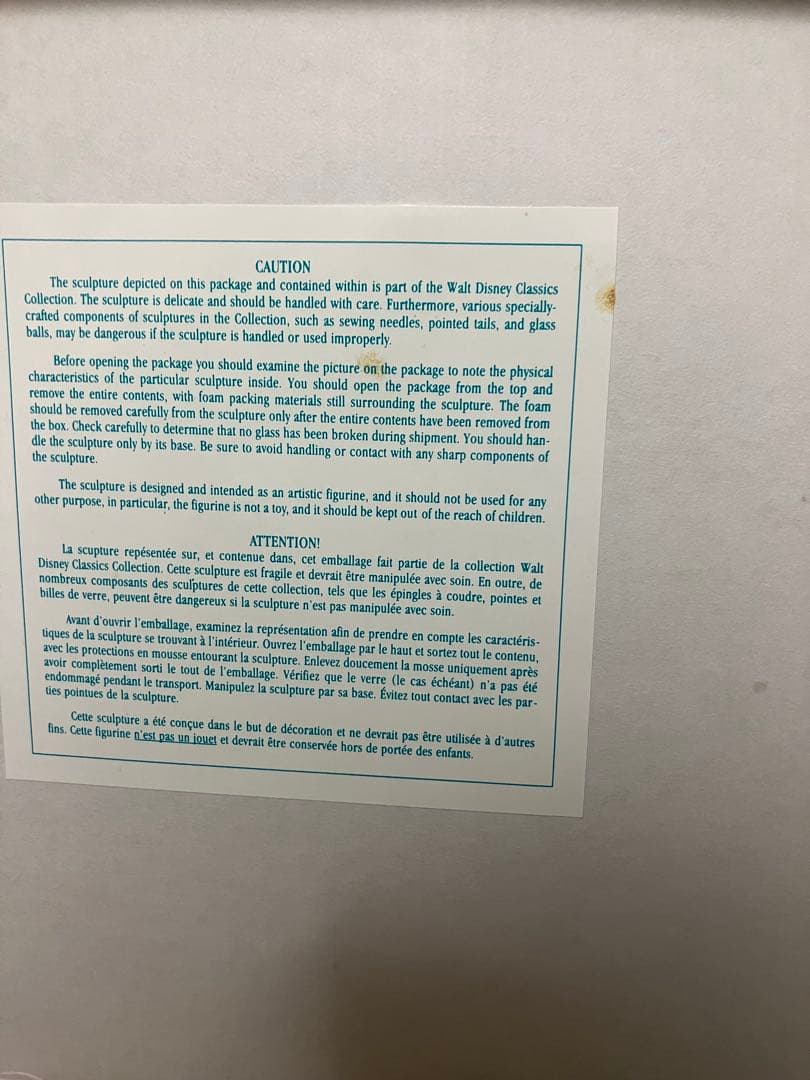 CAUTION
The sculpture depicted on this package and contained within is part of the Walt Disney Classics
Collection. The sculpture is delicate and should be handled with care. Furthermore, various specially-
crafted components of sculptures in the Collection, such as sewing needles, pointed tails, and glass
balls, may be dangerous if the sculpture is handled or used improperly.
Before opening the package you should examine the picture on the package to note the physical
characteristics of the particular sculpture inside. You should open the package from the top and
remove the entire contents, with foam packing materials still surrounding the sculpture. The foam
should be removed carefully from the sculpture only after the entire contents have been removed from
the box. Check carefully to determine that no glass has been broken during shipment. You should han-
dle the sculpture only by its base. Be sure to avoid handling or contact with any sharp components of
the sculpture.
The sculpture is designed and intended as an artistic figurine, and it should not be used for any
other purpose, in particular, the figurine is not a toy, and it should be kept out of the reach of children.
ATTENTION!
La scupture repésentée sur, et contenue dans, cet emballage fait partie de la collection Walt
Disney Classics Collection. Cette sculpture est fragile et devrait être manipulée avec soin. En outre, de
nombreux composants des sculptures de cette collection, tels que les épingles à coudre, pointes et
billes de verre, peuvent être dangereux si la sculpture n'est pas manipulée avec soin.
Avant d'ouvrir l'emballage, examinez la représentation afin de prendre en compte les caractéris-
tiques de la sculpture se trouvant à l'intérieur. Ouvrez l'emballage par le haut et sortez tout le contenu,
avec les protections en mousse entourant la sculpture. Enlevez doucement la mosse uniquement après
avoir complètement sorti le tout de l'emballage. Vérifiez que le verre (le cas échéant) n'a pas été
endommagé pendant le transport. Manipulez la sculpture par sa base. Évitez tout contact avec les par-
ties pointues de la sculpture.
Cette sculpture a été conçue dans le but de décoration et ne devrait pas être utilisée à d'autres
fins. Cette figurine n'est pas un jouet et devrait être conservée hors de portée des enfants.